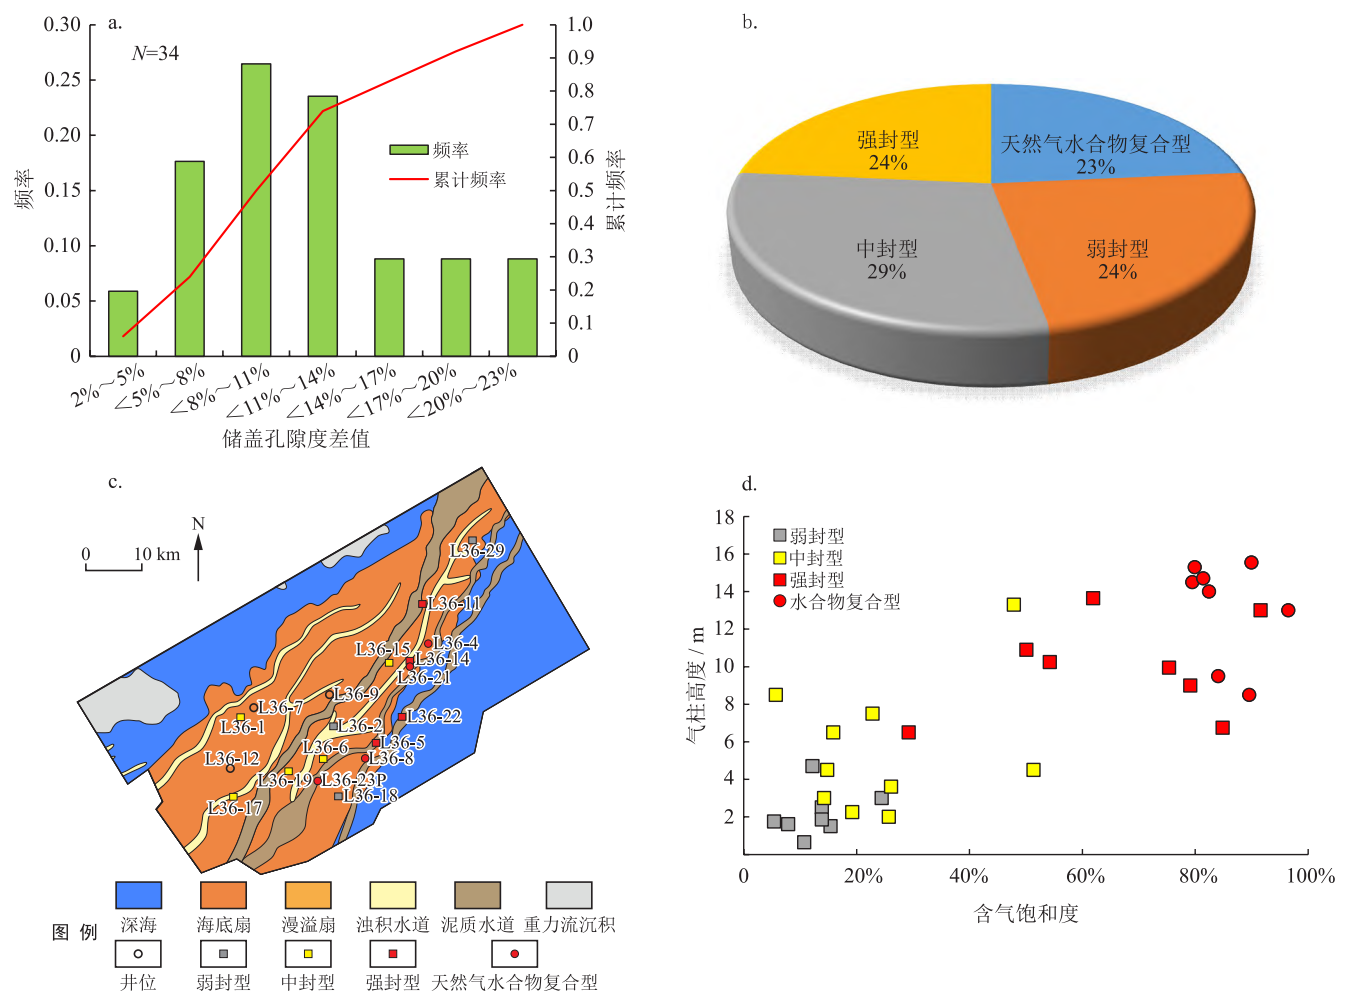 a.
N=34
0.30
0.25
0.20
0.15
0.10
0.05
0
频率
1.0
0.9
0.8
0.7
0.6
0.5
0.4
0.3
0.2
0.1
0
累计频率
频率
累计频率
2%～5%
<5%～8%
<8%～11%
<11%～14%
<14%～17%
<17%～20%
<20%～23%
储盖孔隙度差值
b.
强封型
24%
天然气水合物复合型
23%
中封型
29%
弱封型
24%
c.
N
0 10 km
L36-29
L36-11
L36-4
L36-15
L36-14
L36-21
L36-9
L36-7
L36-1
L36-22
L36-2
L36-5
L36-6
L36-8
L36-12
L36-19
L36-23P
L36-18
L36-17
图 例
深海 海底扇 漫溢扇 浊积水道 泥质水道 重力流沉积
井位 弱封型 中封型 强封型 天然气水合物复合型
d.
18
16
14
12
10
8
6
4
2
气柱高度 / m
弱封型
中封型
强封型
水合物复合型
0 20% 40% 60% 80% 100%
含气饱和度